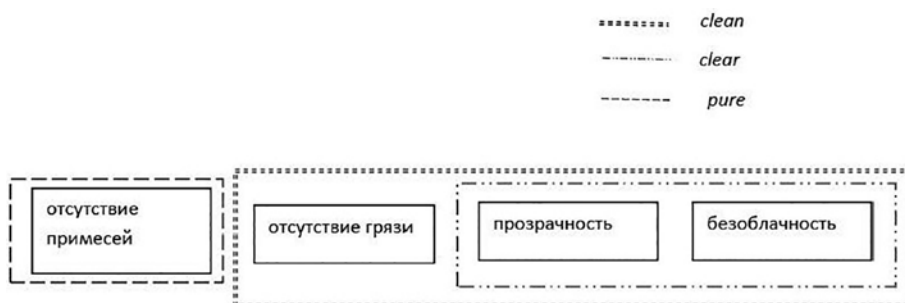 clean
clear
pure
отсутствие
примесей
отсутствие грязи
прозрачность
безоблачность